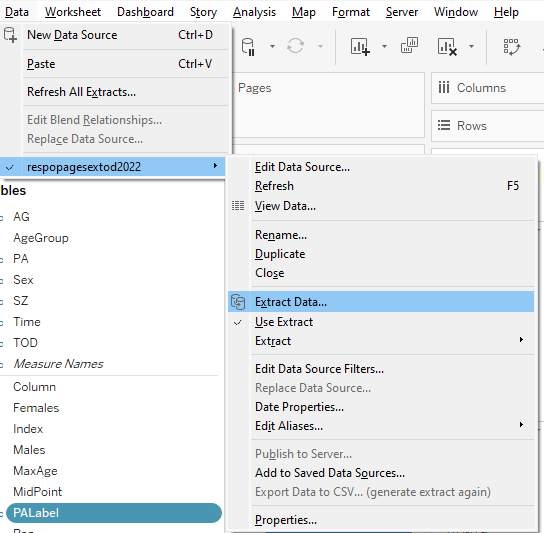 Data Worksheet Dashboard Story Analysis Map Format Server Window Help
New Data Source Ctrl+D
Paste Ctrl+V
Refresh All Extracts...
Edit Blend Relationships...
Replace Data Source...
respopagesextod2022
Pages
Columns
Rows
Edit Data Source...
Refresh F5
View Data...
Rename...
Duplicate
Close
Extract Data...
Use Extract
Extract
Edit Data Source Filters...
Replace Data Source...
Date Properties...
Edit Aliases...
Publish to Server...
Add to Saved Data Sources...
Export Data to CSV... (generate extract again)
Properties...
bles
AG
AgeGroup
PA
Sex
SZ
Time
TOD
Measure Names
Column
Females
Index
Males
MaxAge
MidPoint
PALabel